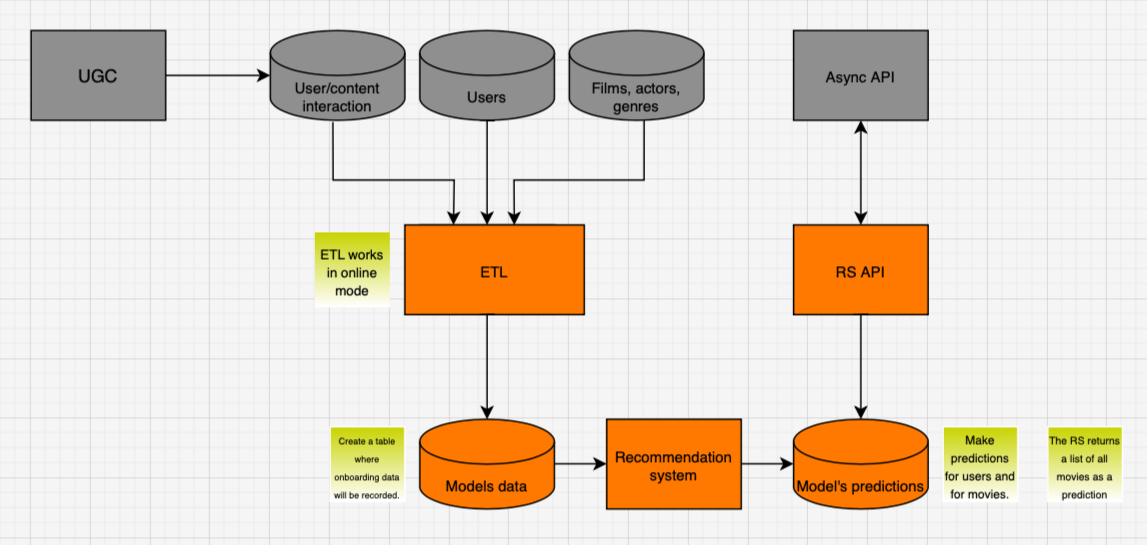 UGC
User/content
interaction
Users
Films, actors,
genres
Async API
ETL works
in online
mode
ETL
RS API
Create a table
where
onboarding data
will be recorded.
Models data
Recommendation
system
Model's predictions
Make
predictions
for users and
for movies.
The RS returns
a list of all
movies as a
prediction